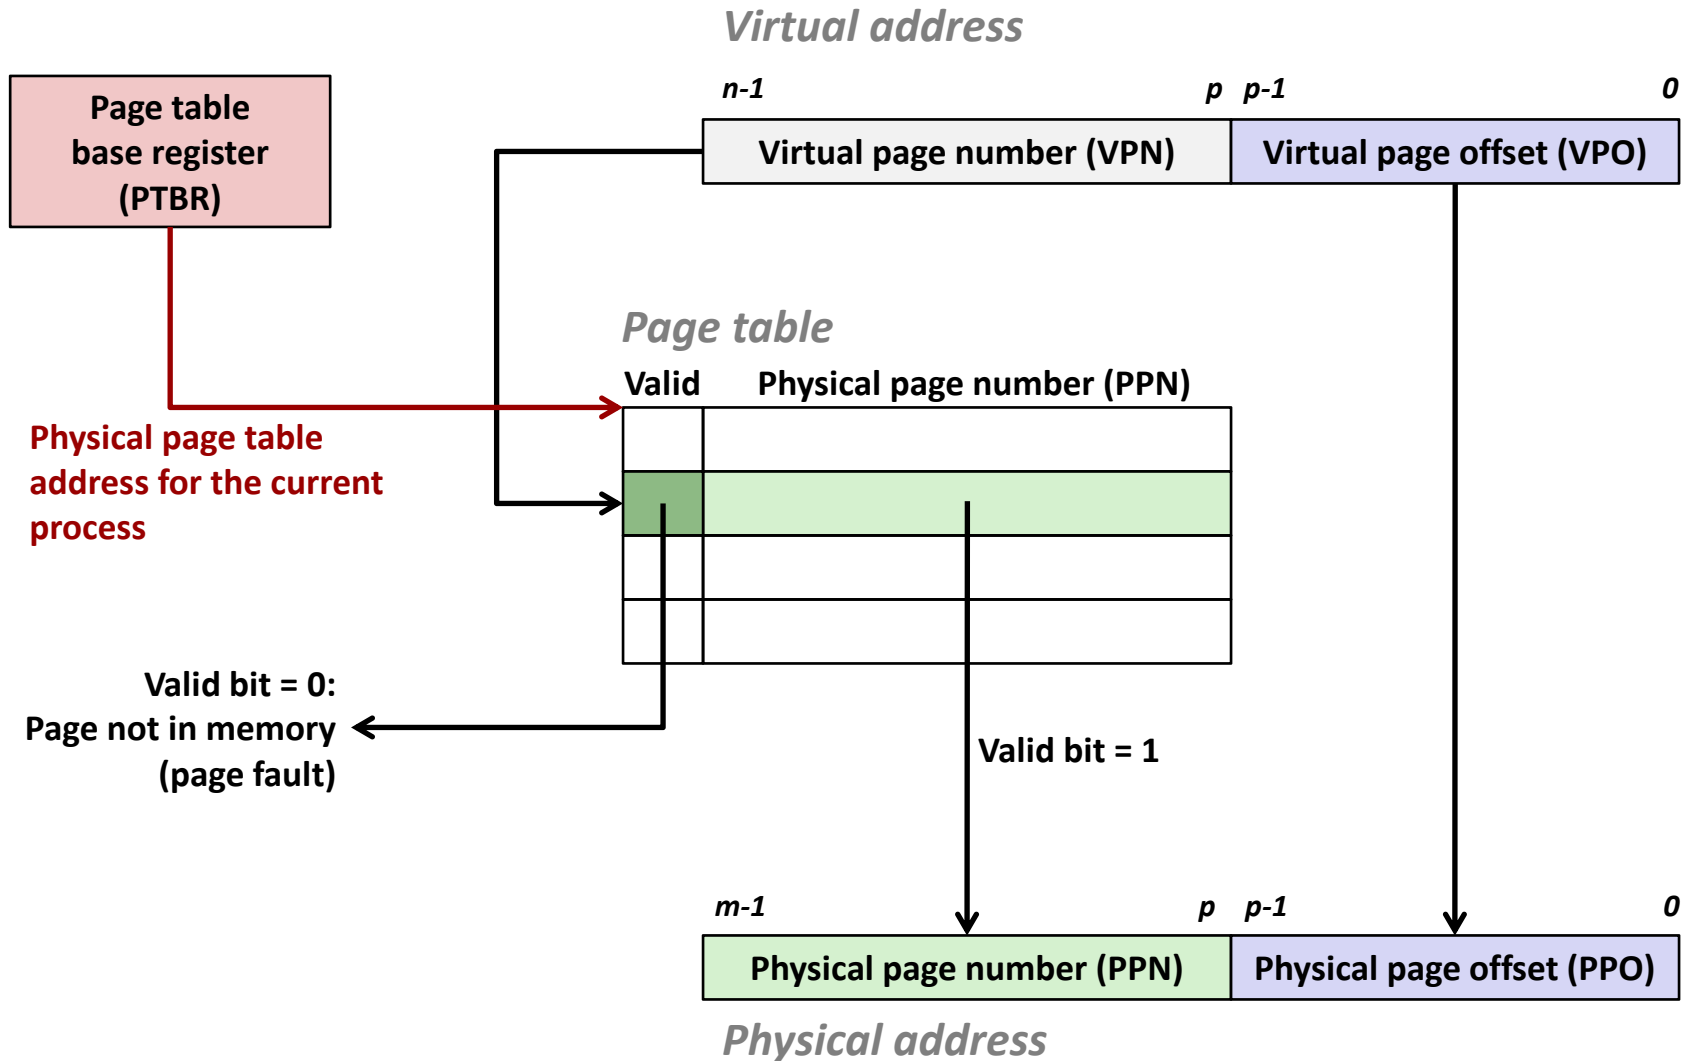 Virtual address
n-1 p p-1 0
Page table
base register
(PTBR)
Virtual page number (VPN) Virtual page offset (VPO)
Page table
Valid Physical page number (PPN)
Physical page table
address for the current
process
Valid bit = 0:
Page not in memory
(page fault)
Valid bit = 1
m-1 p p-1 0
Physical page number (PPN) Physical page offset (PPO)
Physical address